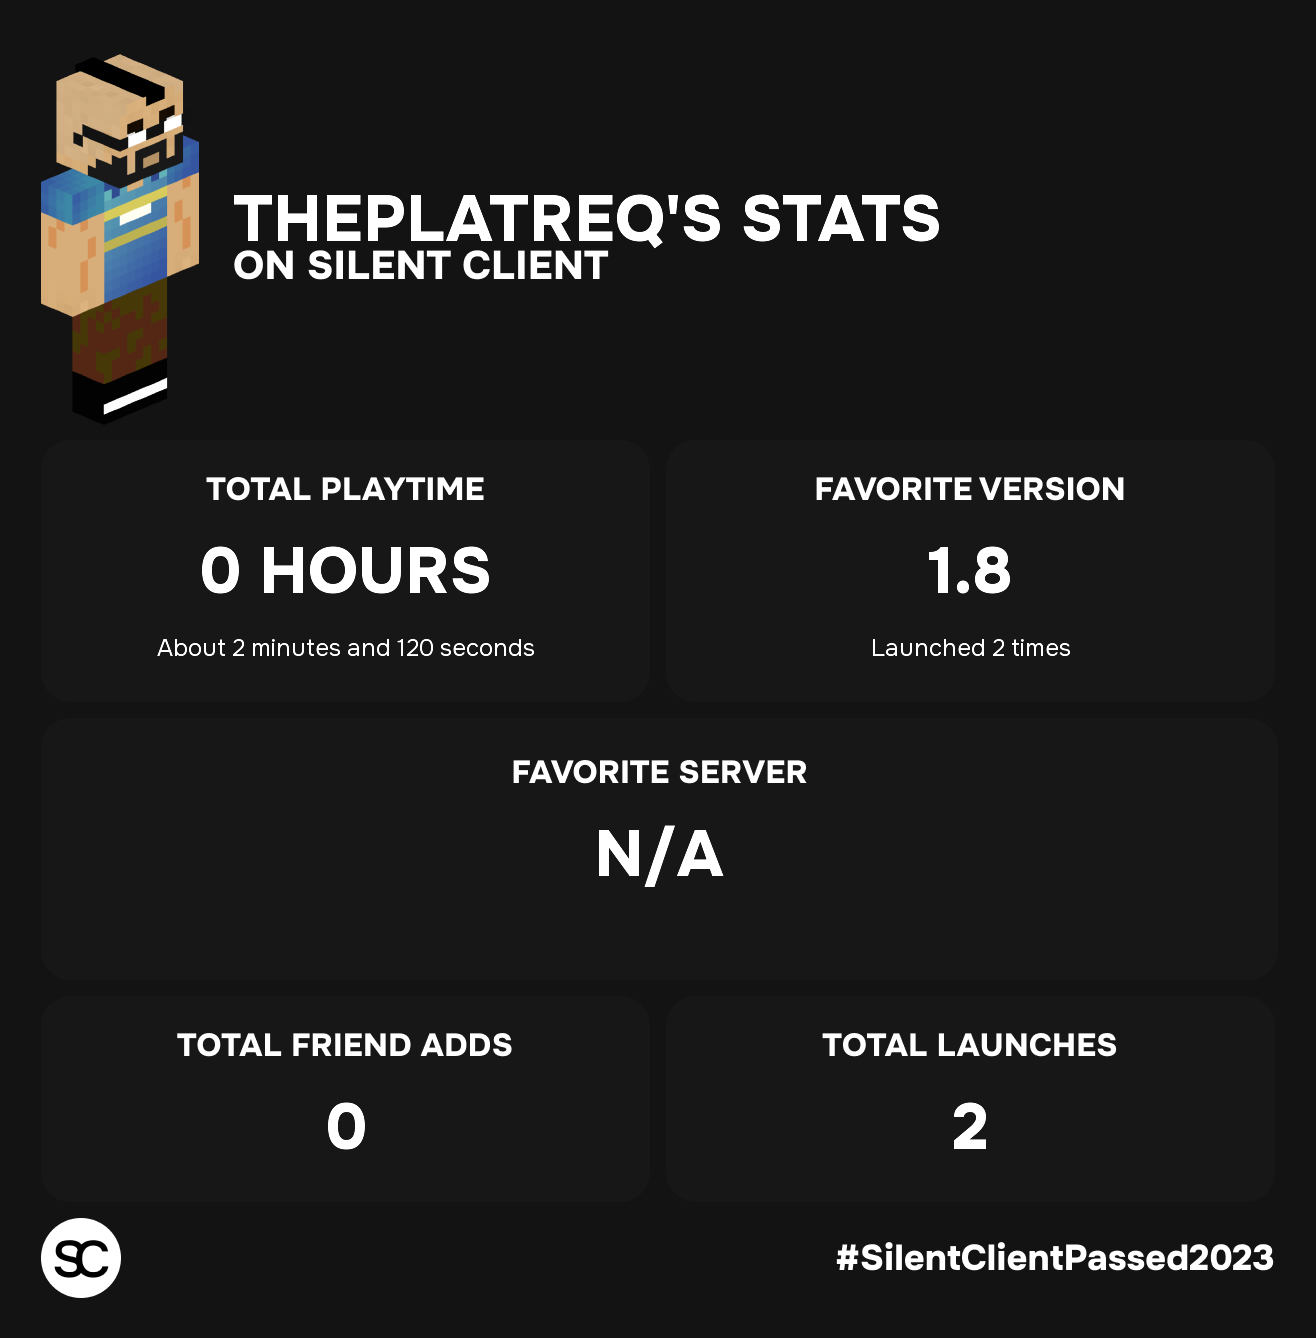 THEPLATREQ'S STATS
ON SILENT CLIENT
TOTAL PLAYTIME
0 HOURS
About 2 minutes and 120 seconds
FAVORITE VERSION
1.8
Launched 2 times
FAVORITE SERVER
N/A
TOTAL FRIEND ADDS
0
TOTAL LAUNCHES
2
SC
#SilentClientPassed2023